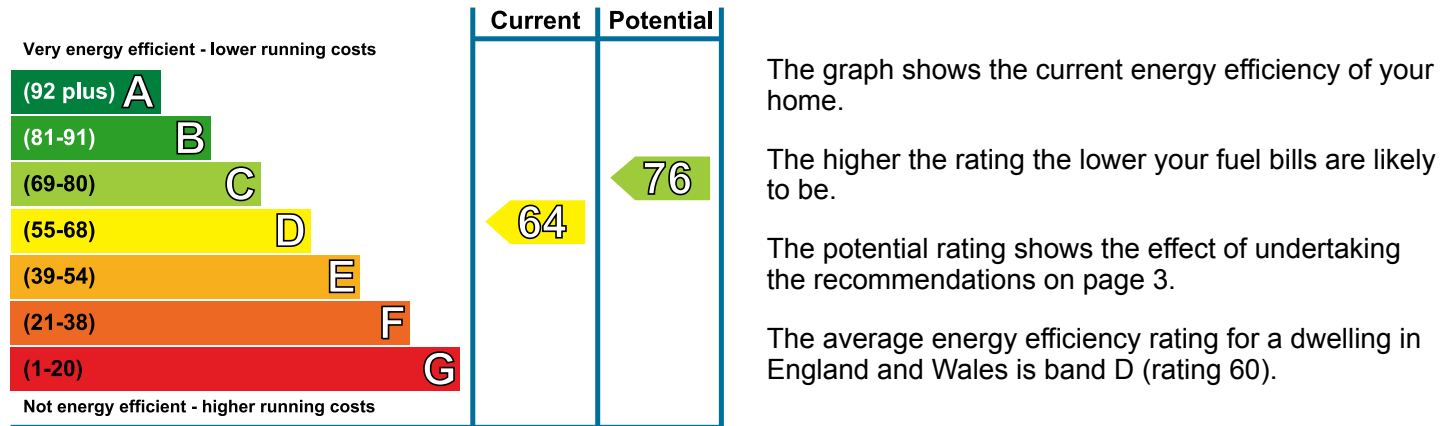 Current Potential
Very energy efficient - lower running costs
(92 plus) A
(81-91) B
(69-80) C
(55-68) D
(39-54) E
(21-38) F
(1-20) G
Not energy efficient - higher running costs
64
76
The graph shows the current energy efficiency of your
home.
The higher the rating the lower your fuel bills are likely
to be.
The potential rating shows the effect of undertaking
the recommendations on page 3.
The average energy efficiency rating for a dwelling in
England and Wales is band D (rating 60).